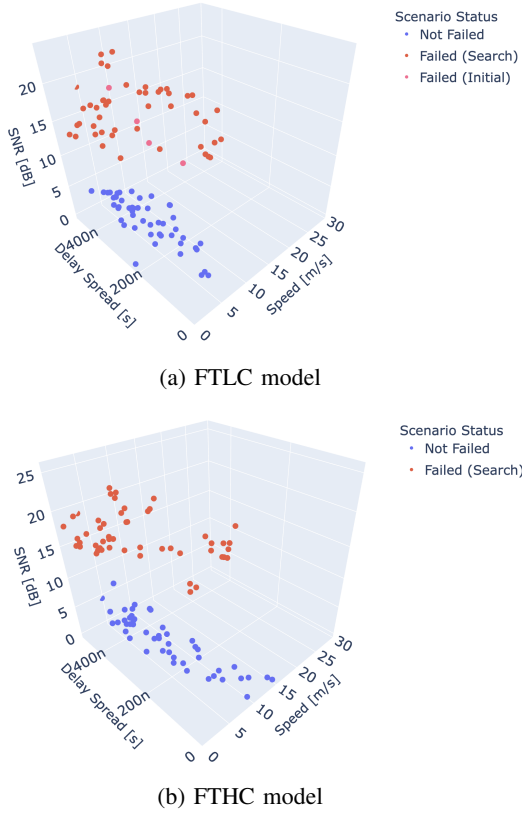 Scenario Status
Not Failed
Failed (Search)
Failed (Initial)
SNR [dB]
20
15
10
5
0
Delay Spread [s]
400n
200n
0
Speed [m/s]
0
5
10
15
20
25
30
(a) FTLC model
Scenario Status
Not Failed
Failed (Search)
SNR [dB]
25
20
15
10
5
0
Delay Spread [s]
400n
200n
0
Speed [m/s]
0
5
10
15
20
25
30
(b) FTHC model